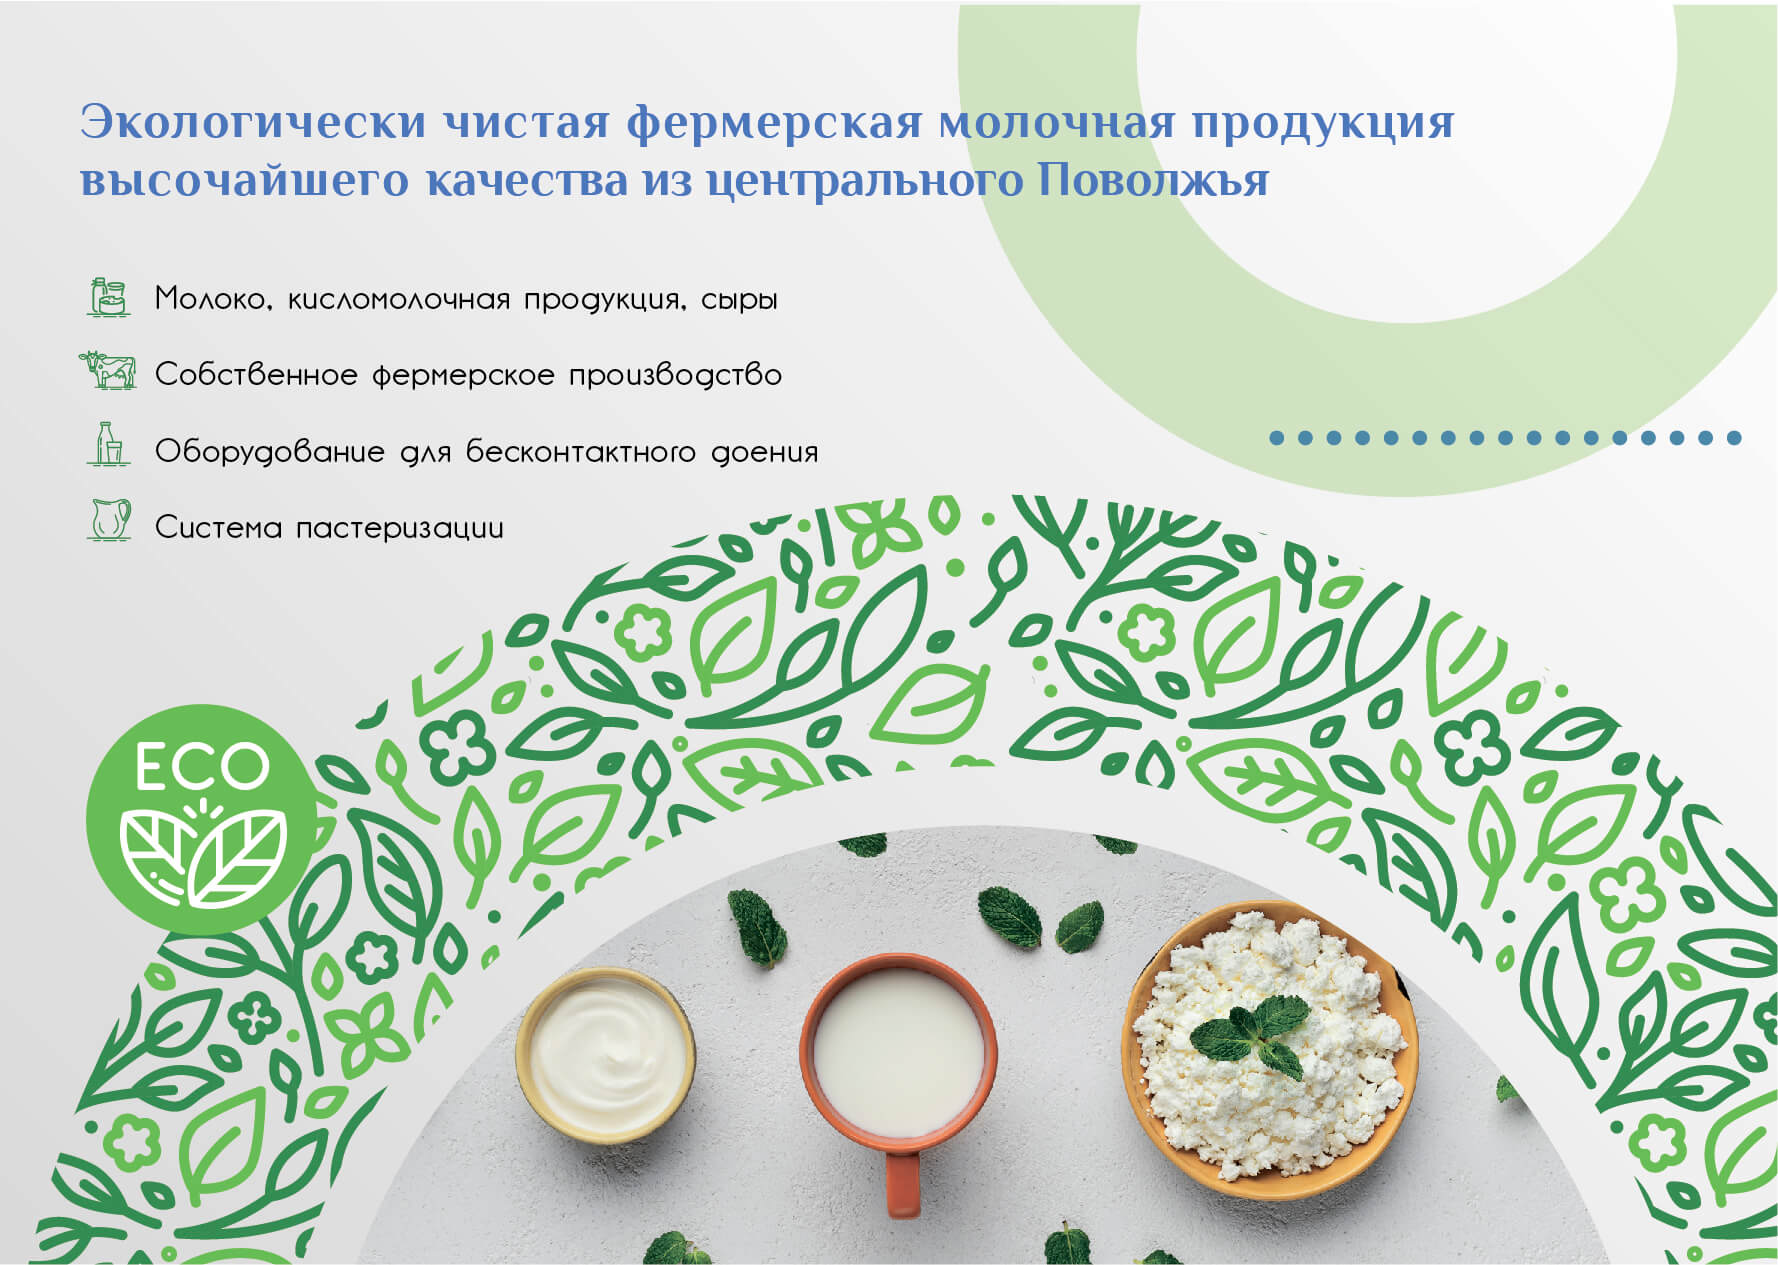 Экологически чистая фермерская молочная продукция
высочайшего качества из центрального Поволжья
Молоко, кисломолочная продукция, сыры
Собственное фермерское производство
Оборудование для бесконтактного доения
Система пастеризации
ECO